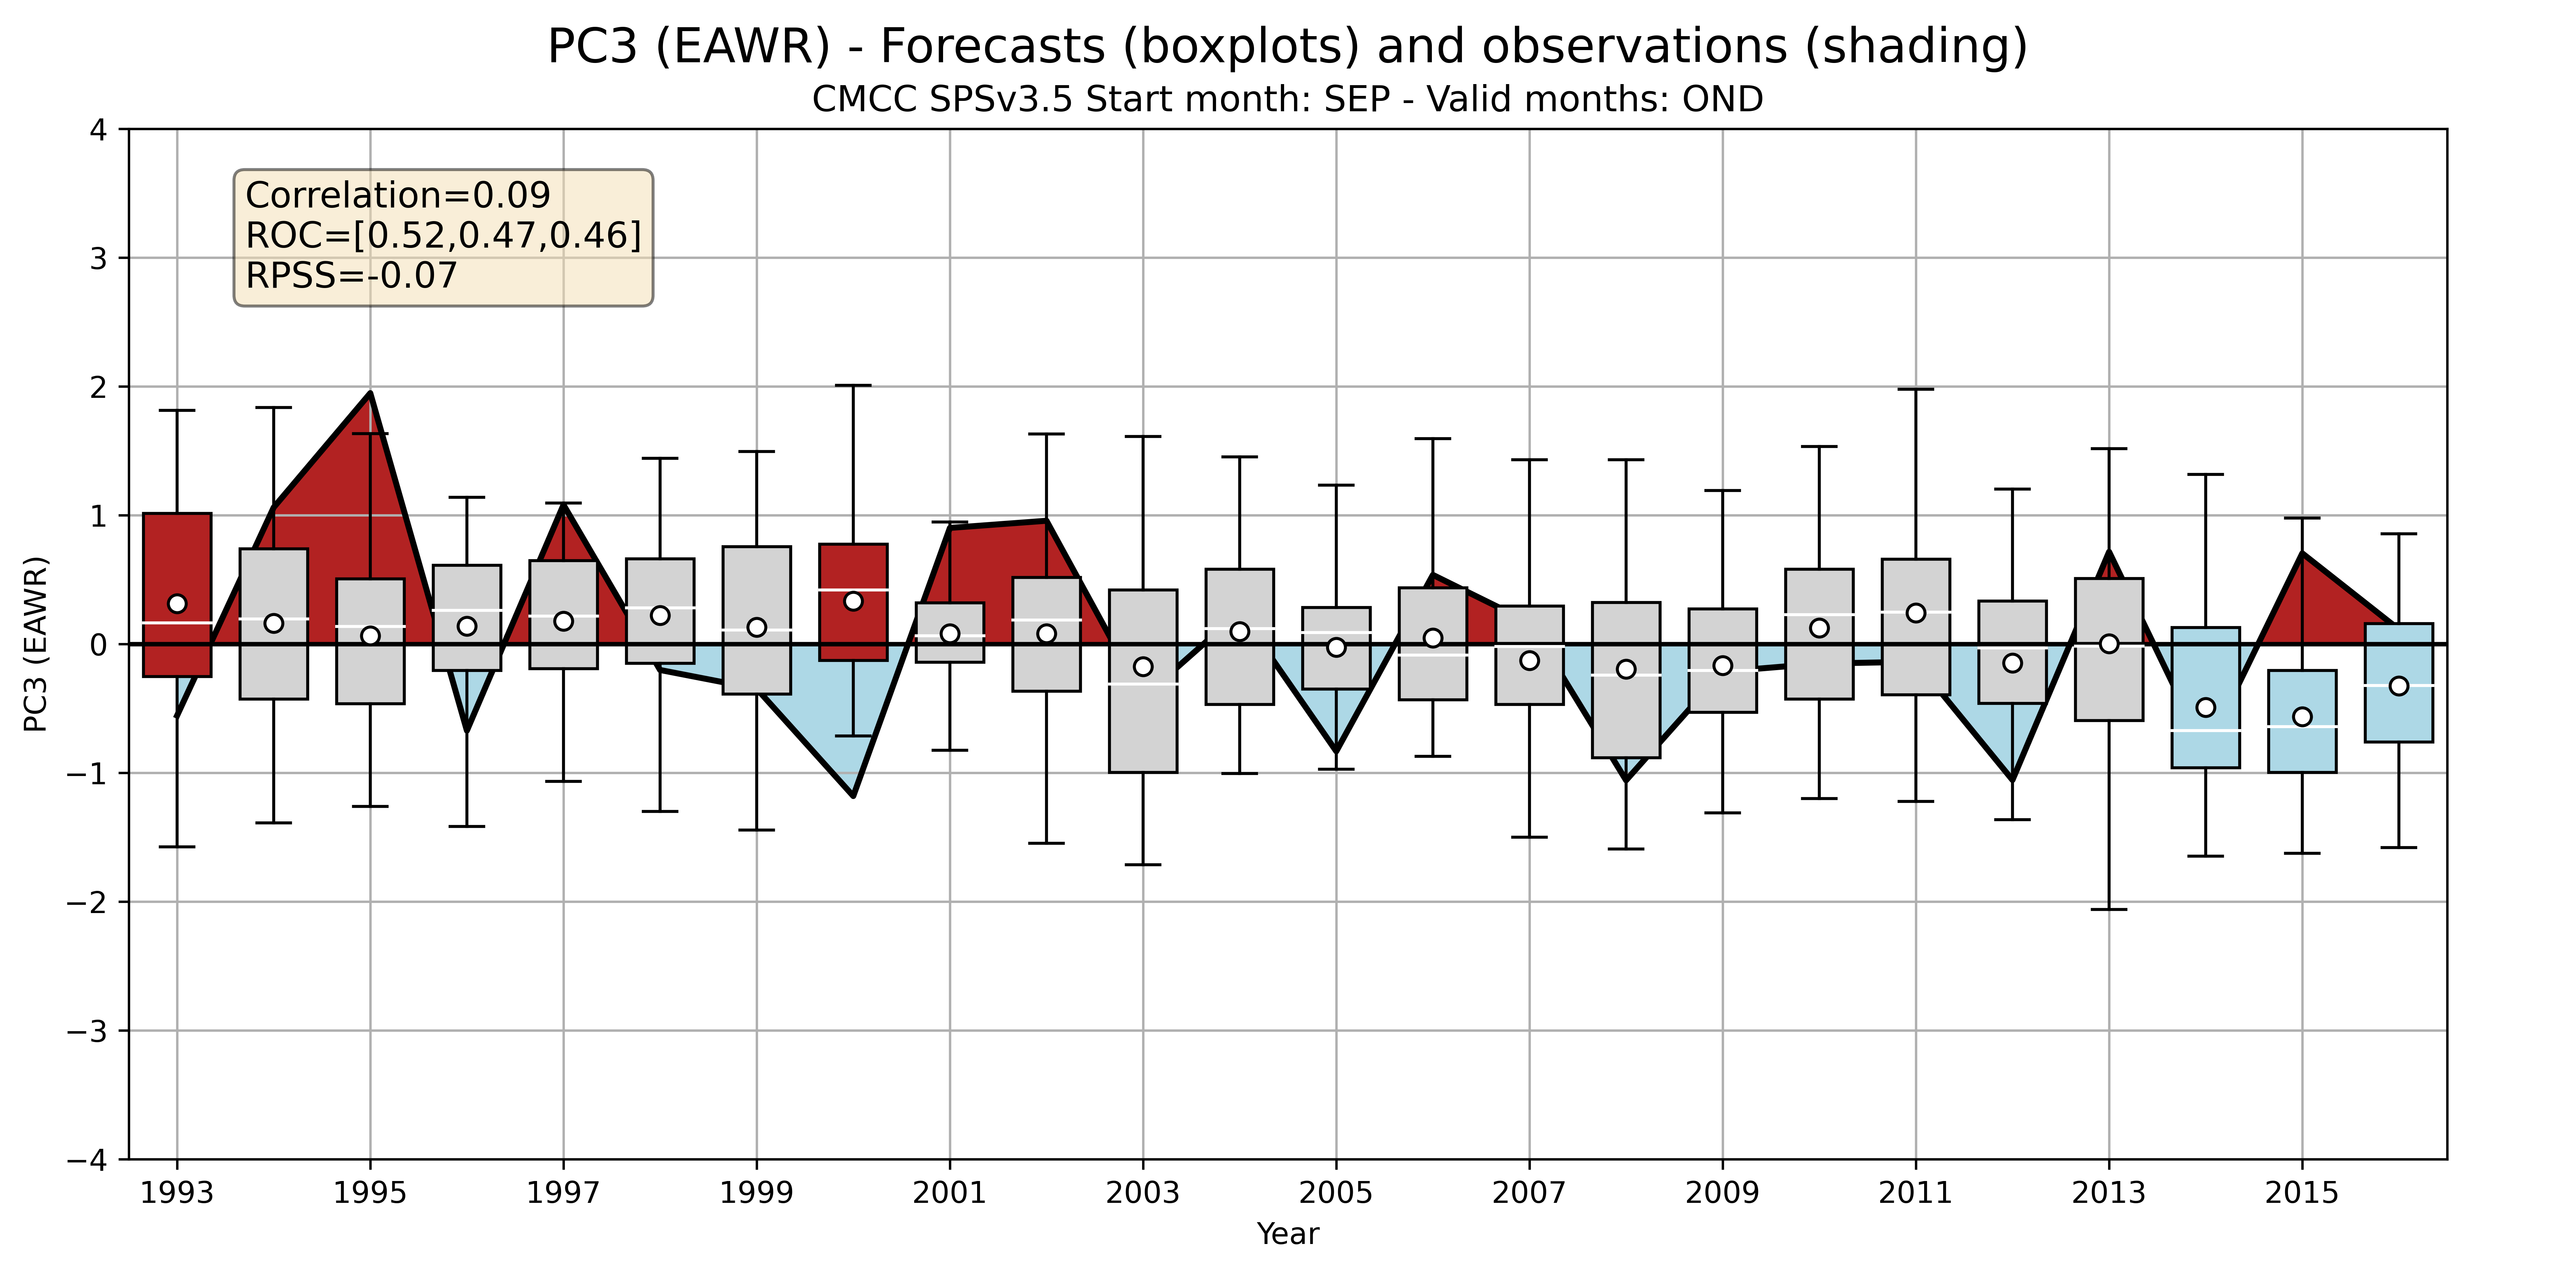 PC3 (EAWR) - Forecasts (boxplots) and observations (shading)
CMCC SPSv3.5 Start month: SEP - Valid months: OND
Correlation=0.09
ROC=[0.52,0.47,0.46]
RPSS=-0.07
PC3 (EAWR)
4
3
2
1
0
−1
−2
−3
−4
1993 1995 1997 1999 2001 2003 2005 2007 2009 2011 2013 2015
Year